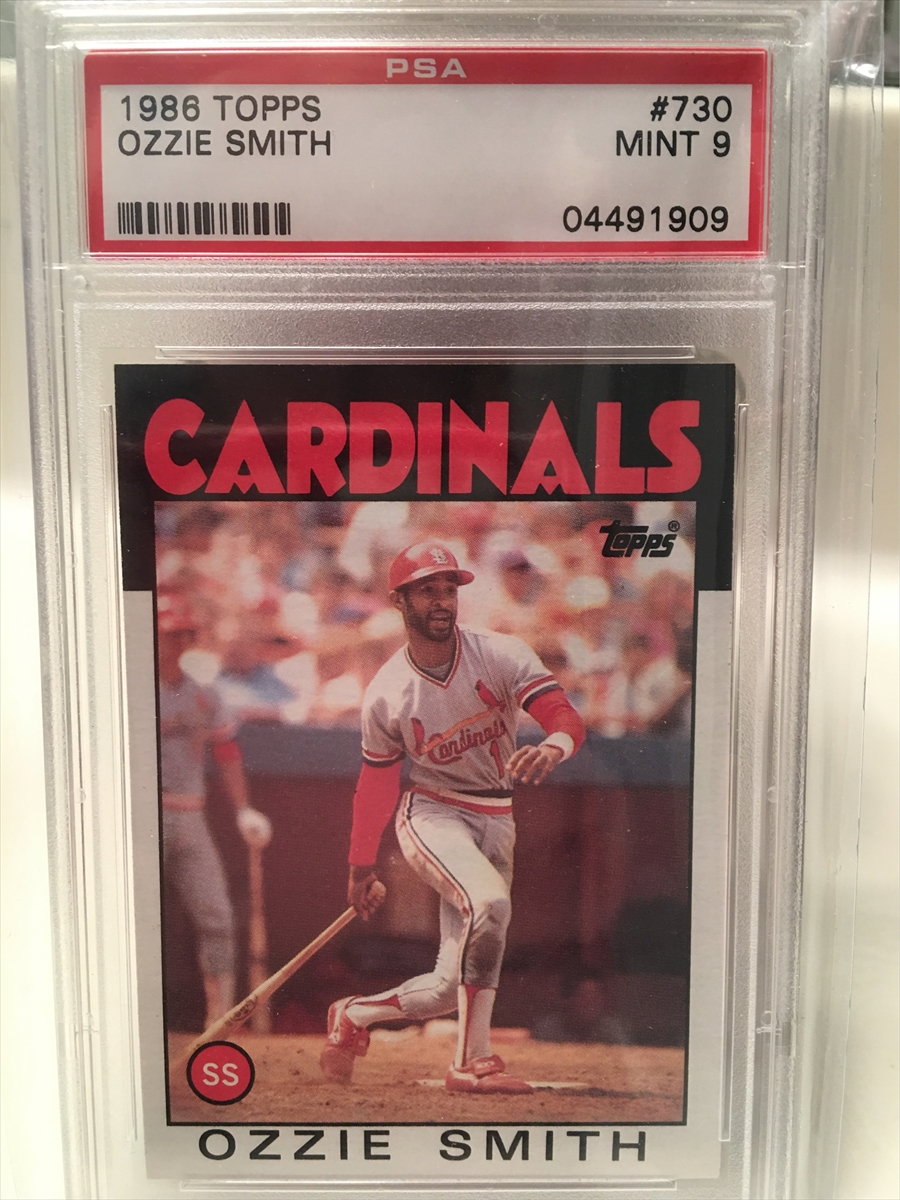 PSA
1986 TOPPS #730
OZZIE SMITH MINT 9
04491909
CARDINALS
topps®
Cardinals
1
SS
OZZIE SMITH